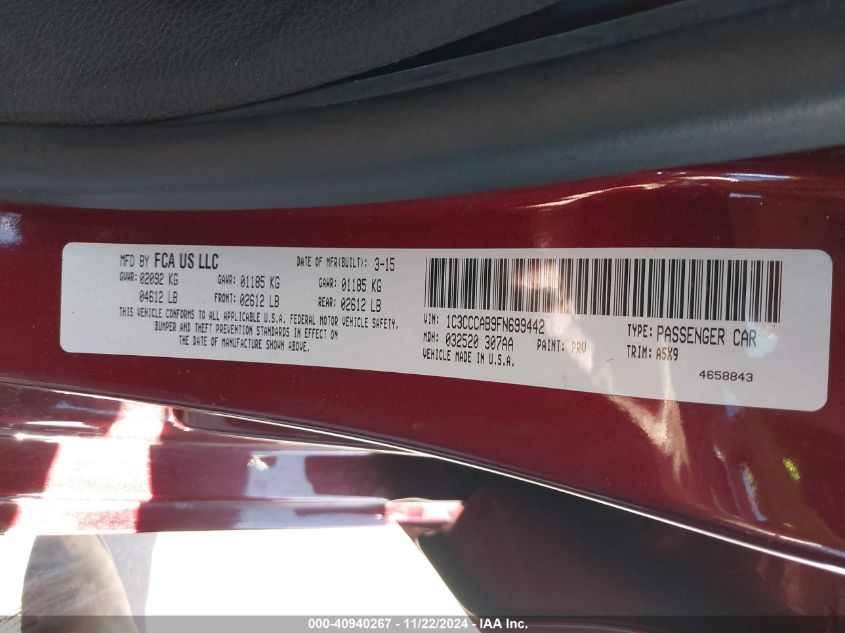 MFD BY FCA US LLC DATE OF MFR(BUILT): 3-15
GVWR: 02092 KG GAWR: 01185 KG GAWR: 01185 KG
04612 LB FRONT: 02612 LB REAR: 02612 LB
THIS VEHICLE CONFORMS TO ALL APPLICABLE U.S.A. FEDERAL MOTOR VEHICLE SAFETY,
BUMPER AND THEFT PREVENTION STANDARDS IN EFFECT ON
THE DATE OF MANUFACTURE SHOWN ABOVE.
VIN: 1C3CCCAB9FN699442 TYPE: PASSENGER CAR
MDH: 032520 307AA PAINT: PRV TRIM: A5X9
VEHICLE MADE IN U.S.A.
4658843
000-40940267 - 11/22/2024 - IAA Inc.